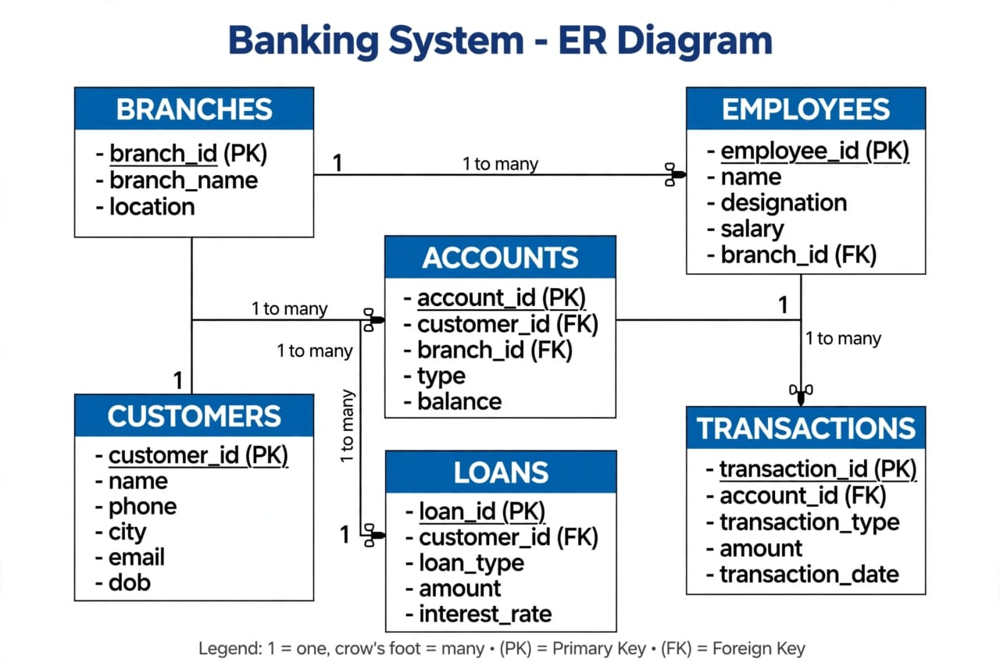 Banking System - ER Diagram
BRANCHES
- branch_id (PK)
- branch_name
- location
1
1 to many
EMPLOYEES
- employee_id (PK)
- name
- designation
- salary
- branch_id (FK)
ACCOUNTS
- account_id (PK)
- customer_id (FK)
- branch_id (FK)
- type
- balance
1 to many
1 to many
1 to many
1
1
1 to many
1
CUSTOMERS
- customer_id (PK)
- name
- phone
- city
- email
- dob
LOANS
- loan_id (PK)
- customer_id (FK)
- loan_type
- amount
- interest_rate
TRANSACTIONS
- transaction_id (PK)
- account_id (FK)
- transaction_type
- amount
- transaction_date
Legend: 1 = one, crow's foot = many • (PK) = Primary Key • (FK) = Foreign Key